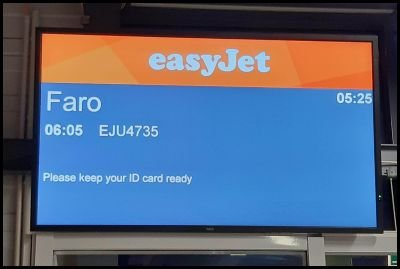 easyJet
Faro 05:25
06:05 EJU4735
Please keep your ID card ready